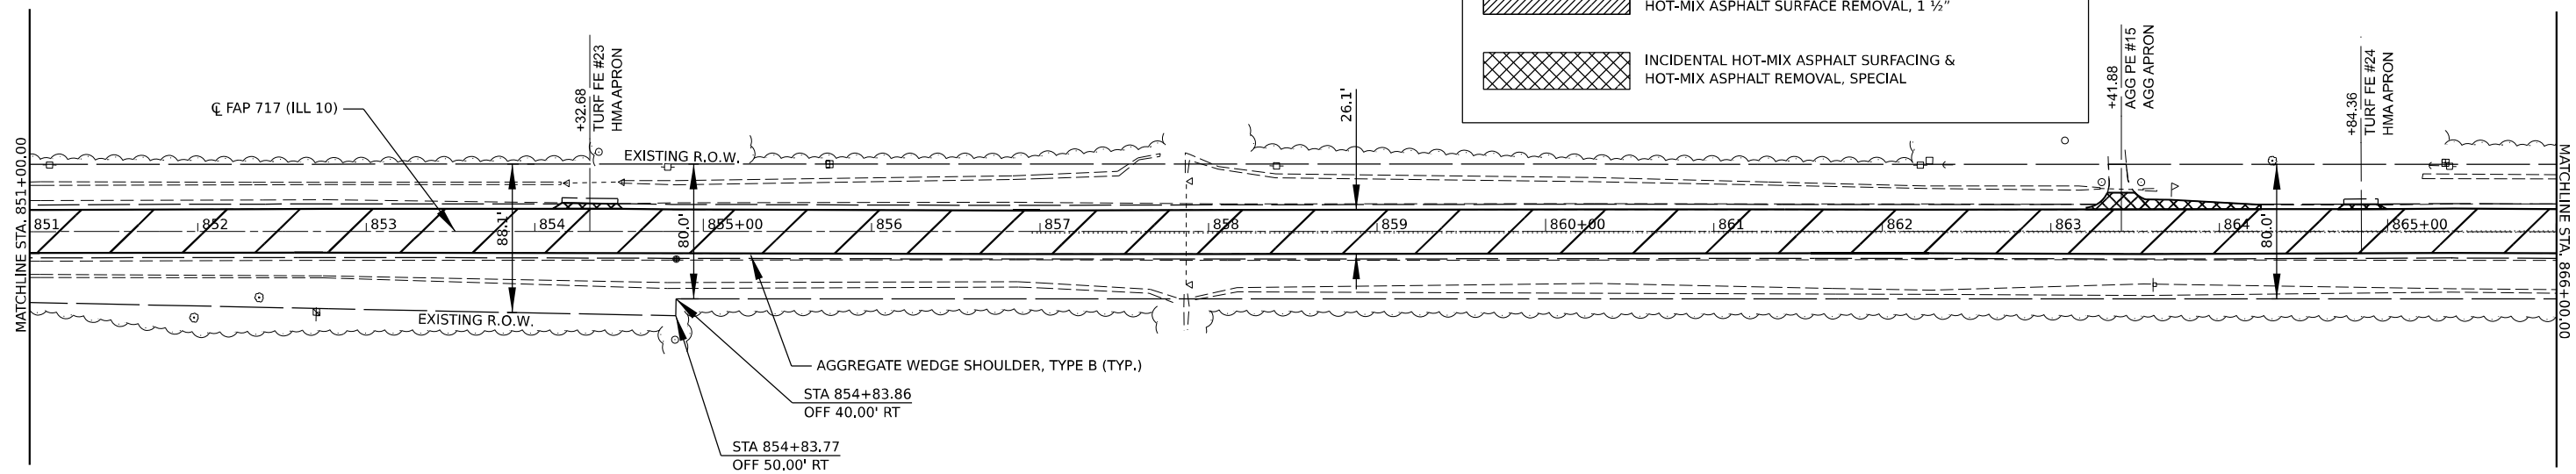 HOT-MIX ASPHALT SURFACE REMOVAL, 1 ½"
INCIDENTAL HOT-MIX ASPHALT SURFACING &
HOT-MIX ASPHALT REMOVAL, SPECIAL
+32.68
TURF FE #23
HMA APRON
+41.88
AGG PE #15
AGG APRON
+84.36
TURF FE #24
HMA APRON
℄ FAP 717 (ILL 10)
26.1'
EXISTING R.O.W.
MATCHLINE STA. 851+00.00
MATCHLINE STA. 866+00.00
851
852
853
854
855+00
856
857
858
859
860+00
861
862
863
864
865+00
88.1'
80.0'
80.0'
EXISTING R.O.W.
AGGREGATE WEDGE SHOULDER, TYPE B (TYP.)
STA 854+83.86
OFF 40.00' RT
STA 854+83.77
OFF 50.00' RT